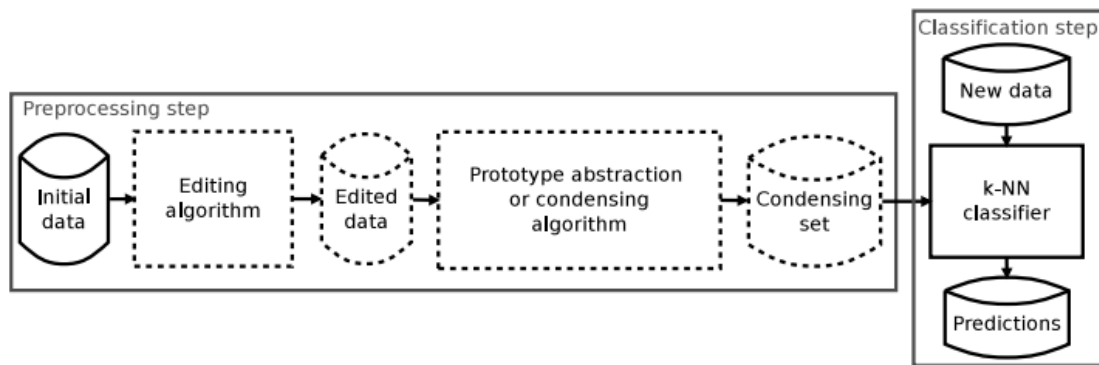 Classification step
New data
Preprocessing step
Initial
data
Editing
algorithm
Edited
data
Prototype abstraction
or condensing
algorithm
Condensing
set
k-NN
classifier
Predictions